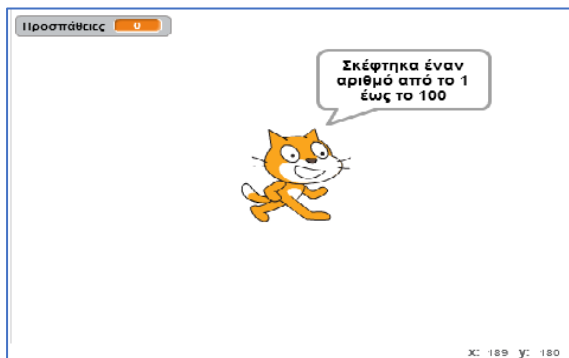 Προσπάθειες 0
Σκέφτηκα έναν
αριθμό από το 1
έως το 100
x: 189 y: 180